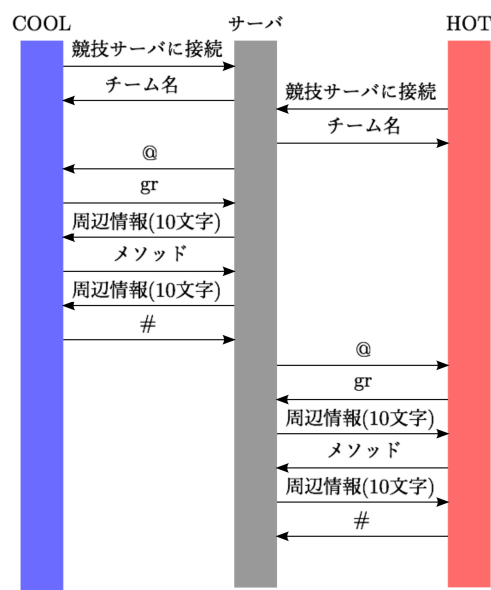 COOL
サーバ
HOT
競技サーバに接続
チーム名
競技サーバに接続
チーム名
@
gr
周辺情報(10文字)
メソッド
周辺情報(10文字)
#
@
gr
周辺情報(10文字)
メソッド
周辺情報(10文字)
#